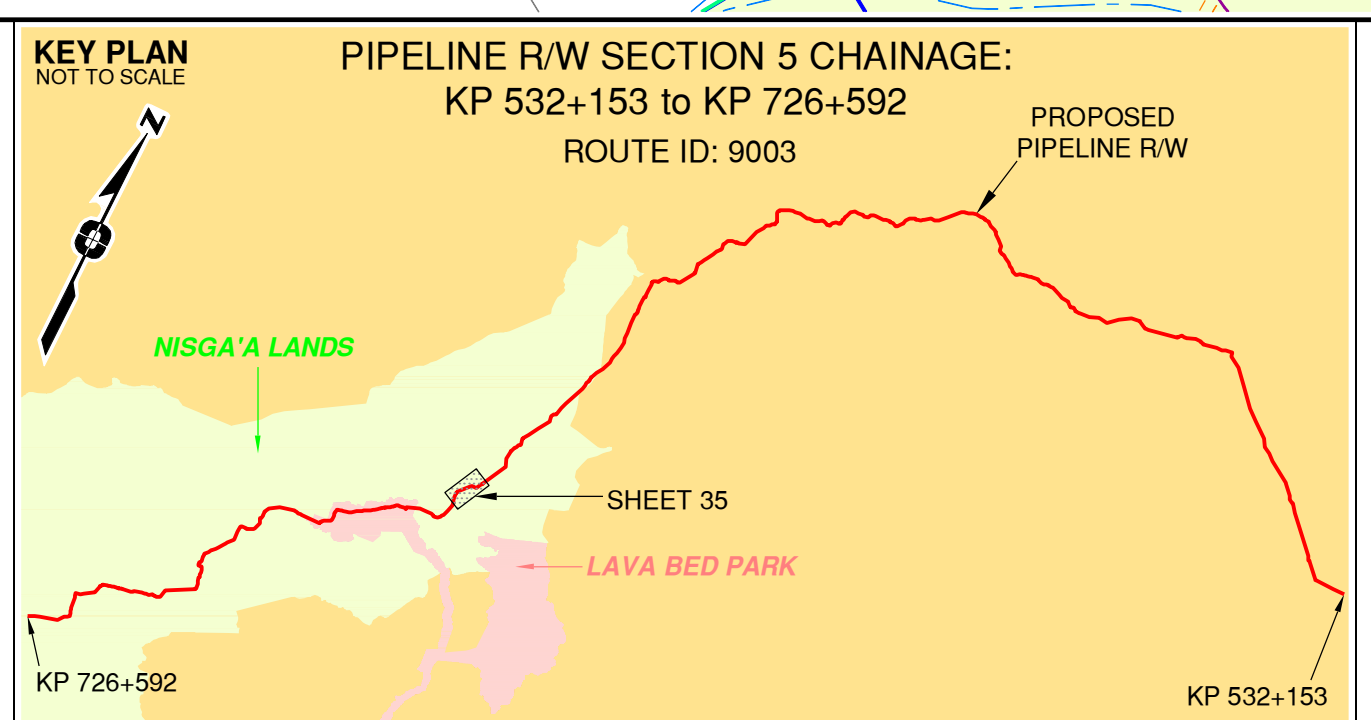 KEY PLAN
NOT TO SCALE
PIPELINE R/W SECTION 5 CHAINAGE:
KP 532+153 to KP 726+592
ROUTE ID: 9003
PROPOSED
PIPELINE R/W
N
NISGA'A LANDS
SHEET 35
LAVA BED PARK
KP 726+592
KP 532+153